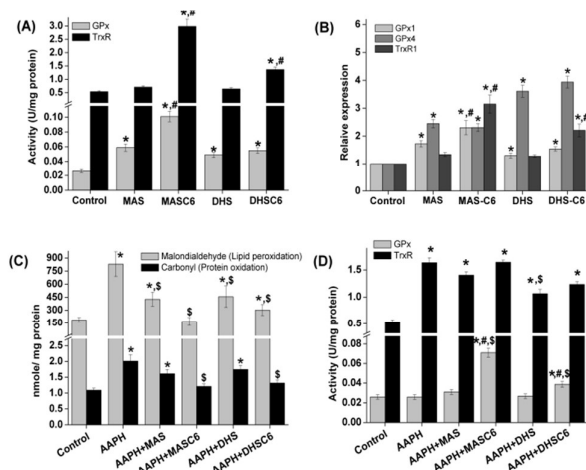 (A)
GPx
TrxR
Activity (U/mg protein)
3.0
2.5
2.0
1.5
1.0
0.5
0.10
0.08
0.06
0.04
0.02
0.00
*
*
*,#
*,#
*
*
Control
MAS
MASC6
DHS
DHSC6
(B)
GPx1
GPx4
TrxR1
Relaive expression
6
5
4
3
2
1
0
*
*
*,#
*
*,#
*
*
*
*
*,#
Control
MAS
MAS-C6
DHS
DHS-C6
(C)
Malondialdehyde (Lipid peroxidation)
Carbonyl (Protein oxidation)
nmole/ mg protein
900
750
600
450
300
150
2.5
2.0
1.5
1.0
0.5
0.0
*
*
*,$
*
$
$
*,$
*
*,$
$
Control
AAPH
AAPH+MAS
AAPH+MASC6
AAPH+DHS
AAPH+DHSC6
(D)
GPx
TrxR
Activity (U/mg protein)
1.5
1.0
0.5
0.08
0.06
0.04
0.02
0.00
*
*
*,#,$
*
*,$
*,#,$
*
Control
AAPH
AAPH+MAS
AAPH+MASC6
AAPH+DHS
AAPH+DHSC6